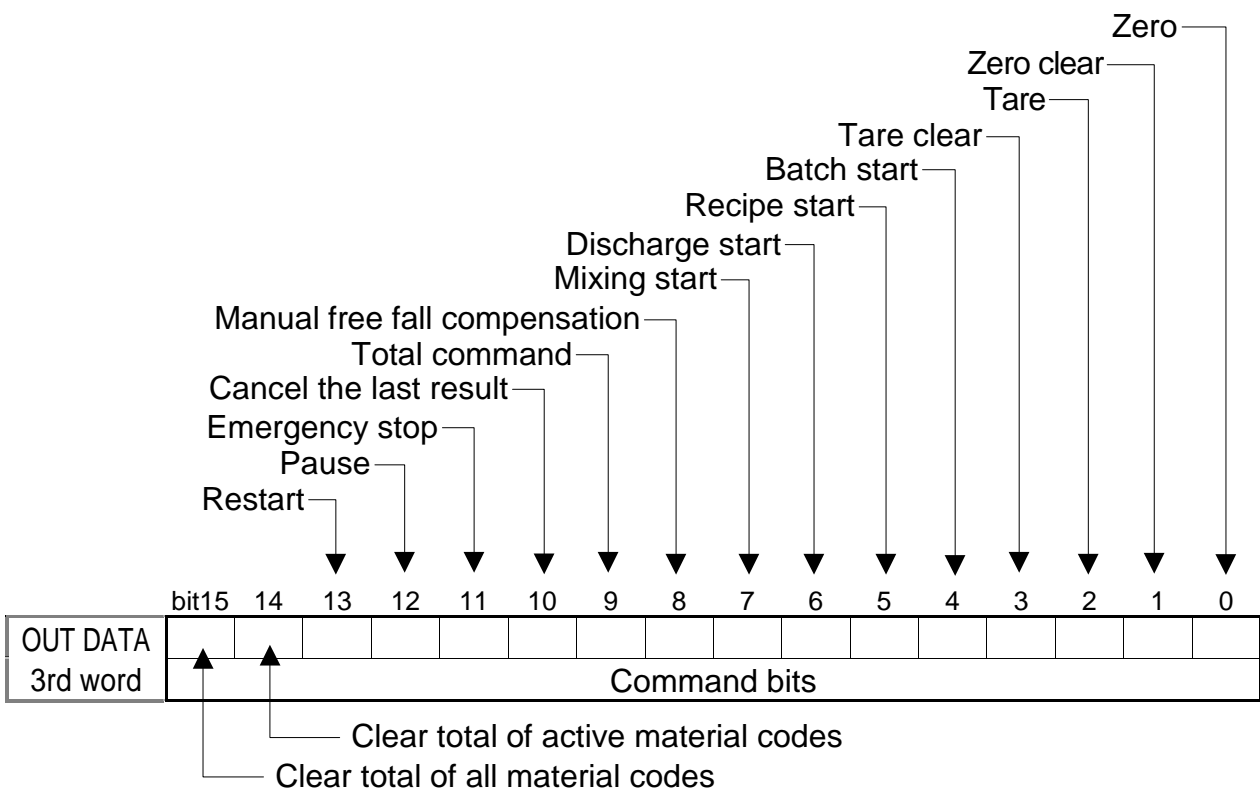 Zero
Zero clear
Tare
Tare clear
Batch start
Recipe start
Discharge start
Mixing start
Manual free fall compensation
Total command
Cancel the last result
Emergency stop
Pause
Restart
bit15 14 13 12 11 10 9 8 7 6 5 4 3 2 1 0
OUT DATA
3rd word Command bits
Clear total of active material codes
Clear total of all material codes